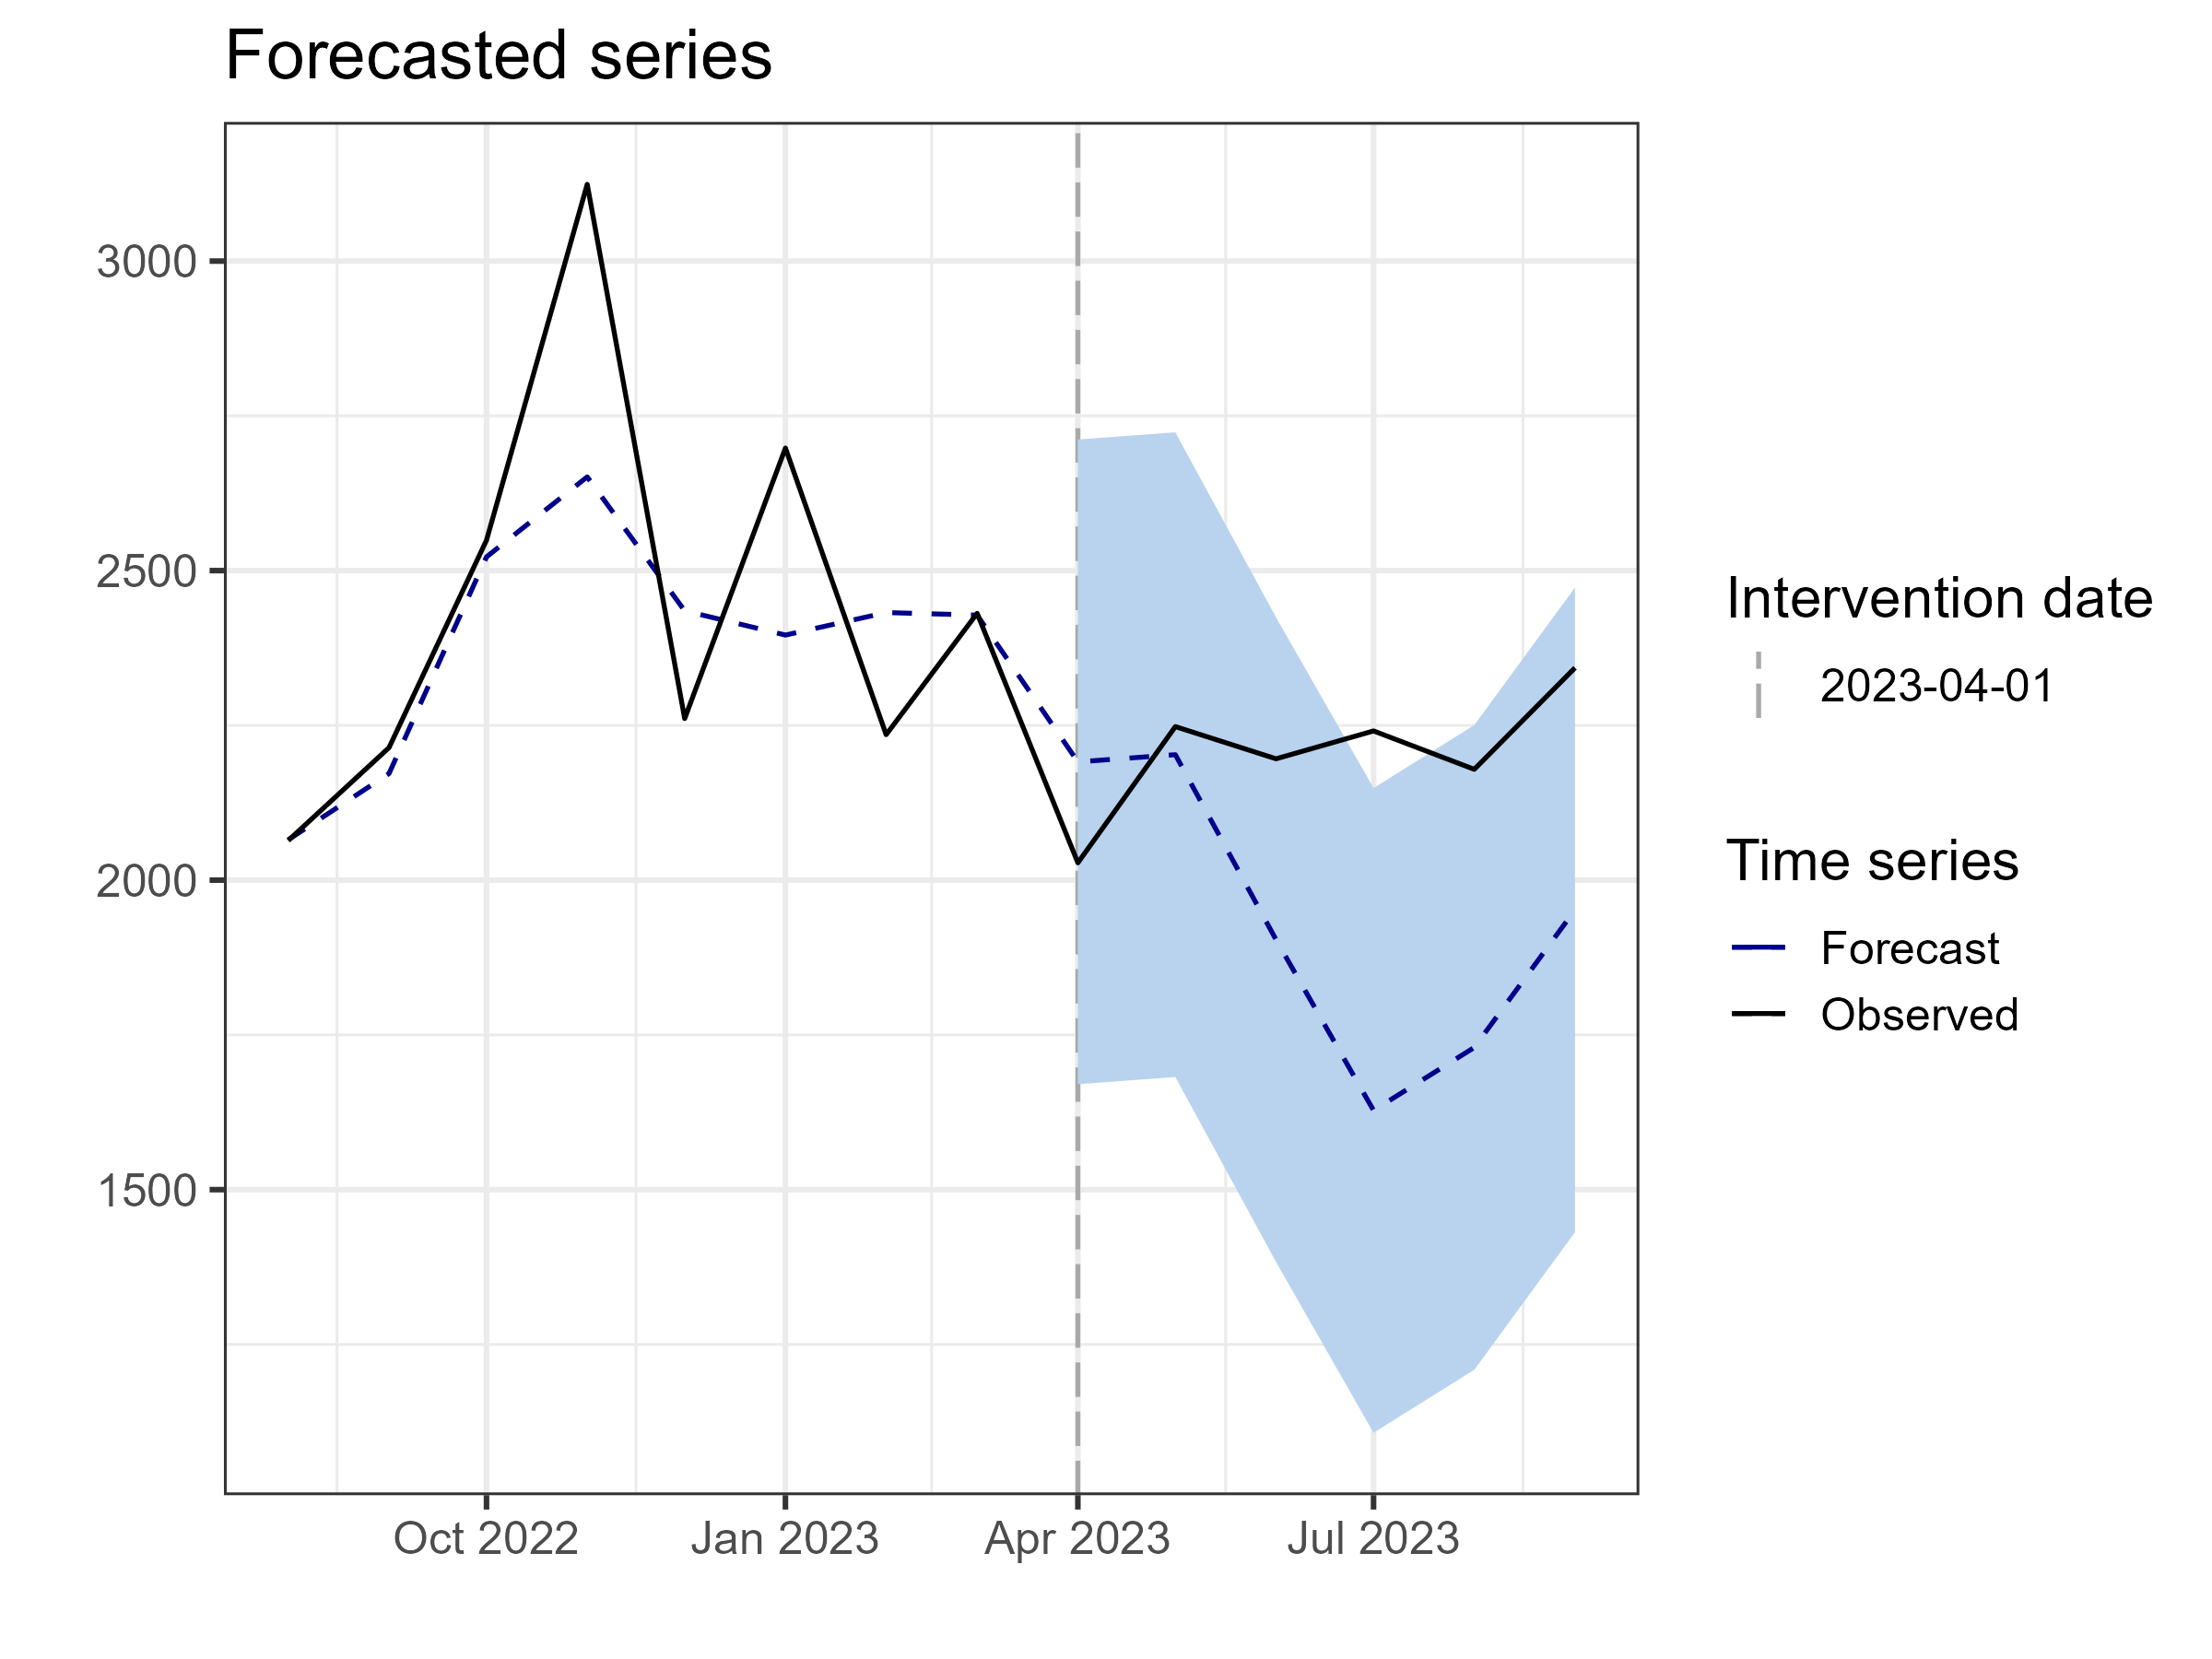 Forecasted series
3000
2500
2000
1500
Oct 2022 Jan 2023 Apr 2023 Jul 2023
Intervention date
2023-04-01
Time series
Forecast
Observed